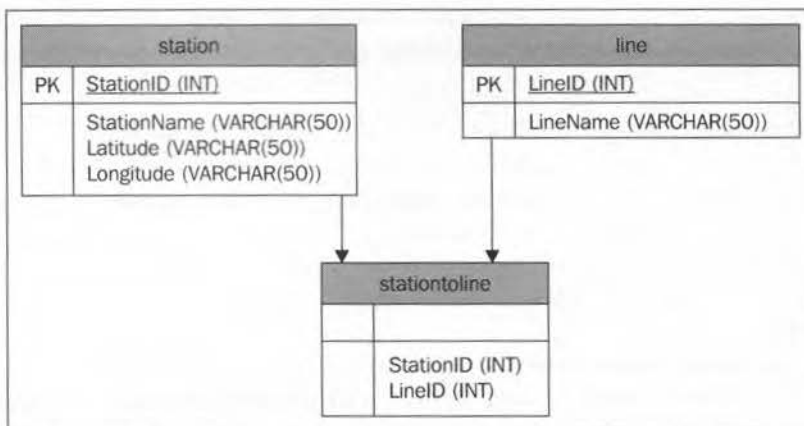 station
PK StationID (INT)
StationName (VARCHAR(50))
Latitude (VARCHAR(50))
Longitude (VARCHAR(50))
line
PK LineID (INT)
LineName (VARCHAR(50))
stationtoline
StationID (INT)
LineID (INT)